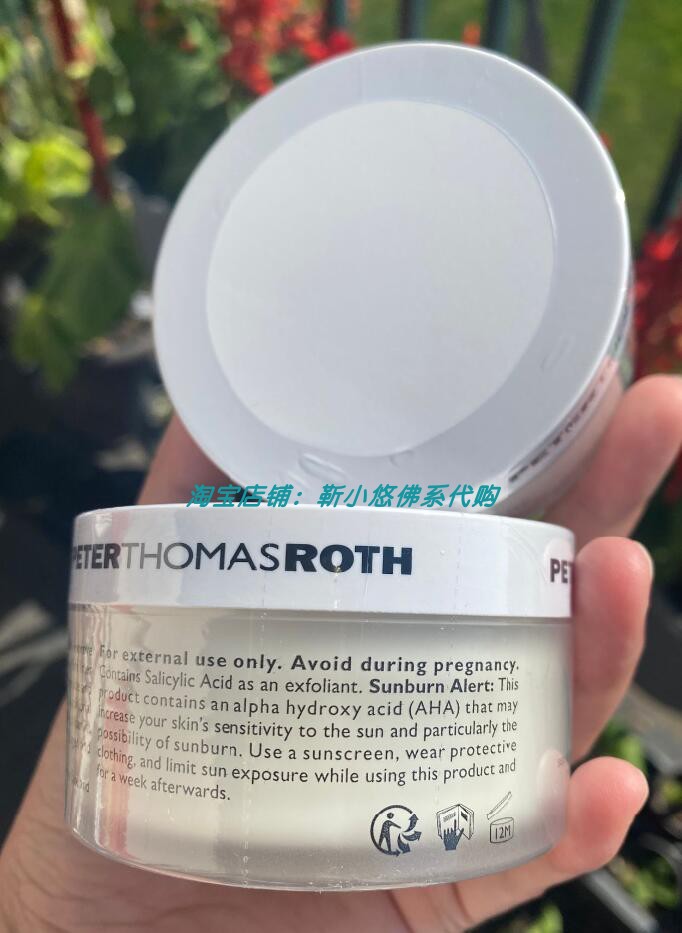 淘宝店铺：靳小悠佛系代购
PETERTHOMASROTH
PET
For external use only. Avoid during pregnancy.
Contains Salicylic Acid as an exfoliant. Sunburn Alert: This
product contains an alpha hydroxy acid (AHA) that may
increase your skin's sensitivity to the sun and particularly the
possibility of sunburn. Use a sunscreen, wear protective
clothing, and limit sun exposure while using this product and
for a week afterwards.
12M